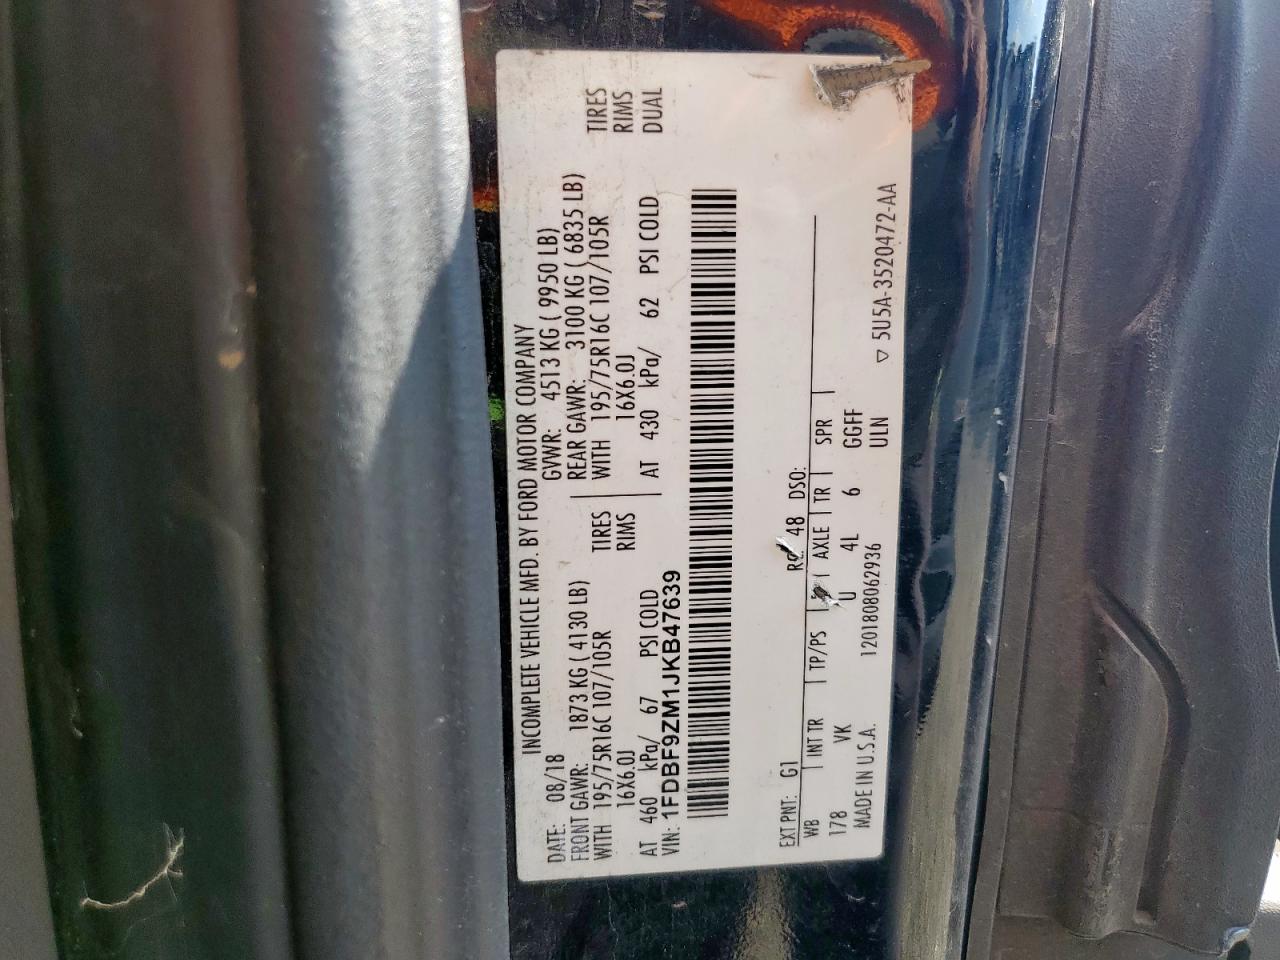 INCOMPLETE VEHICLE MFD. BY FORD MOTOR COMPANY
DATE: 08/18 GVWR: 4513 KG ( 9950 LB)
FRONT GAWR: 1873 KG ( 4130 LB) REAR GAWR: 3100 KG ( 6835 LB)
WITH 195/75R16C 107/105R TIRES WITH 195/75R16C 107/105R TIRES
16X6.0J RIMS 16X6.0J RIMS
AT 460 kPa/ 67 PSI COLD AT 430 kPa/ 62 PSI COLD DUAL
VIN: 1FDBF9ZM1JKB47639
EXT PNT: G1 RC: 48 DSO:
WB INT TR TP/PS AXLE TR SPR
178 VK U 4L 6 GGFF
MADE IN U.S.A. 1201808062936 ULN
▽ 5U5A-3520472-AA